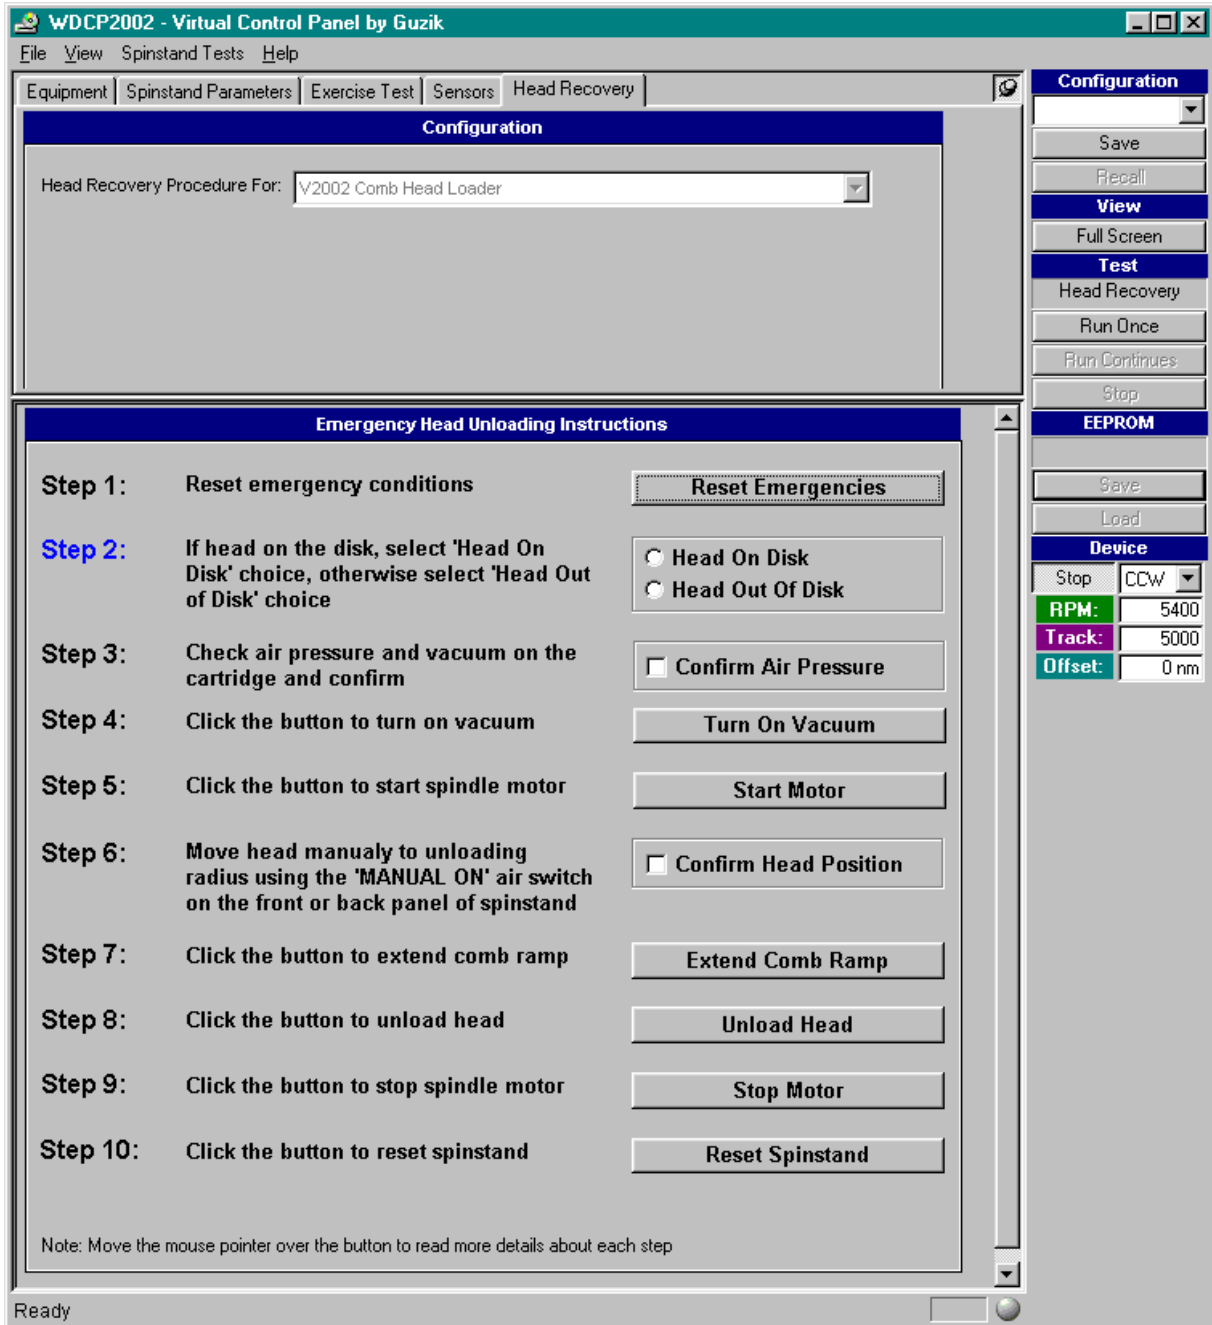 WDCP2002 - Virtual Control Panel by Guzik
File View Spinstand Tests Help
Equipment Spinstand Parameters Exercise Test Sensors Head Recovery
Configuration
Head Recovery Procedure For: V2002 Comb Head Loader
Configuration
Save
Recall
View
Full Screen
Test
Head Recovery
Run Once
Run Continues
Stop
EEPROM
Save
Load
Device
Stop CCW
RPM: 5400
Track: 5000
Offset: 0 nm
Emergency Head Unloading Instructions
Step 1: Reset emergency conditions Reset Emergencies
Step 2: If head on the disk, select 'Head On
Disk' choice, otherwise select 'Head Out
of Disk' choice
Head On Disk
Head Out Of Disk
Step 3: Check air pressure and vacuum on the
cartridge and confirm
Confirm Air Pressure
Step 4: Click the button to turn on vacuum Turn On Vacuum
Step 5: Click the button to start spindle motor Start Motor
Step 6: Move head manualy to unloading
radius using the 'MANUAL ON' air switch
on the front or back panel of spinstand
Confirm Head Position
Step 7: Click the button to extend comb ramp Extend Comb Ramp
Step 8: Click the button to unload head Unload Head
Step 9: Click the button to stop spindle motor Stop Motor
Step 10: Click the button to reset spinstand Reset Spinstand
Note: Move the mouse pointer over the button to read more details about each step
Ready